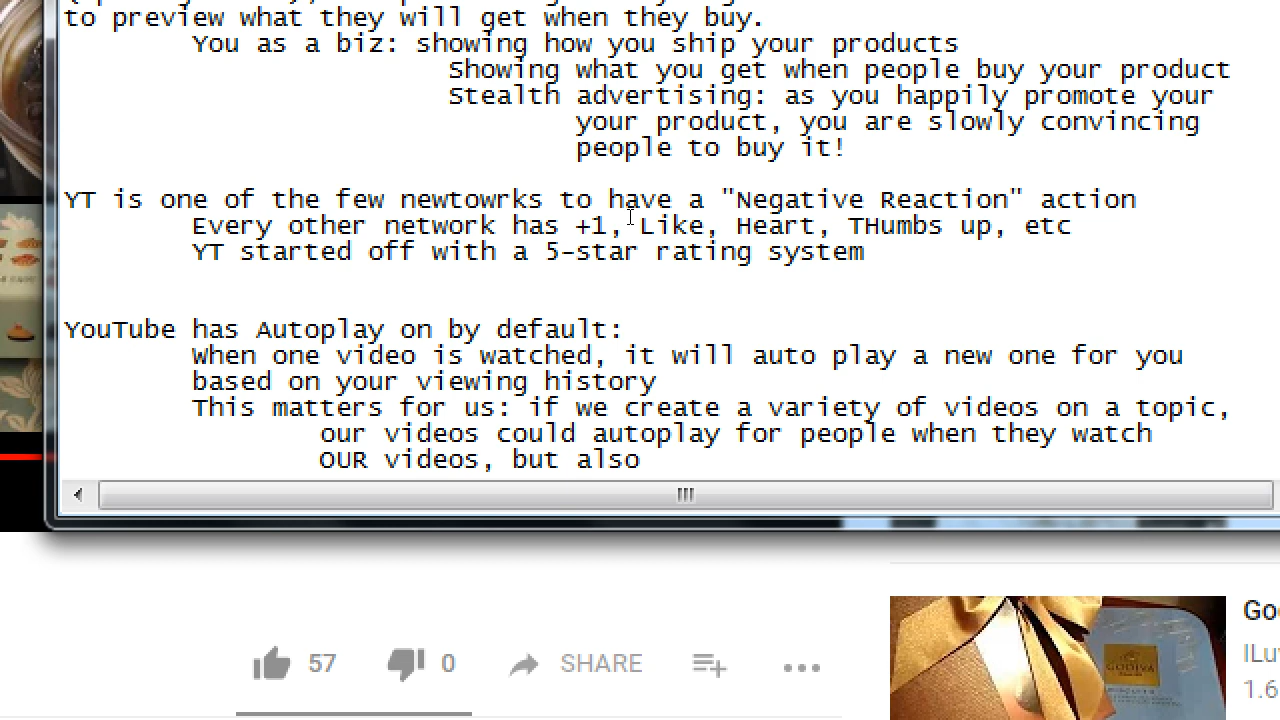 to preview what they will get when they buy.
You as a biz: showing how you ship your products
Showing what you get when people buy your product
Stealth advertising: as you happily promote your
your product, you are slowly convincing
people to buy it!
YT is one of the few newtowrks to have a "Negative Reaction" action
Every other network has +1, Like, Heart, THumbs up, etc
YT started off with a 5-star rating system
YouTube has Autoplay on by default:
When one video is watched, it will auto play a new one for you
based on your viewing history
This matters for us: if we create a variety of videos on a topic,
our videos could autoplay for people when they watch
OUR videos, but also
57 0 SHARE
GODIVA
Go
ILu
1.6